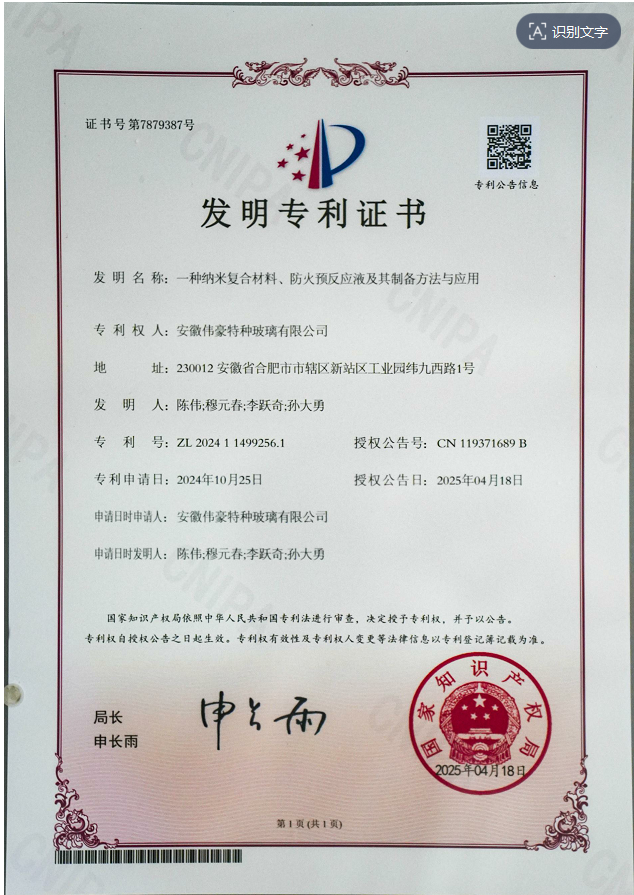 识别文字
证书号第7879387号
专利公告信息
发明专利证书
发明名称：一种纳米复合材料、防火预反应液及其制备方法与应用
专利权人：安徽伟豪特种玻璃有限公司
地址：230012 安徽省合肥市市辖区新站区工业园纬九西路1号
发明人：陈伟;穆元春;李跃奇;孙大勇
专利号：ZL 2024 1 1499256.1 授权公告号：CN 119371689 B
专利申请日：2024年10月25日 授权公告日：2025年04月18日
申请日时申请人：安徽伟豪特种玻璃有限公司
申请日时发明人：陈伟;穆元春;李跃奇;孙大勇
国家知识产权局依照中华人民共和国专利法进行审查，决定授予专利权，并予以公告。
专利权自授权公告之日起生效。专利权有效性及专利权人变更等法律信息以专利登记簿记载为准。
局长
申长雨
申长雨
国家知识产权局
2025年04月18日
第1页(共1页)
CNIPA
CNIPA
CNIPA
CNIPA
CNIPA
CNIPA